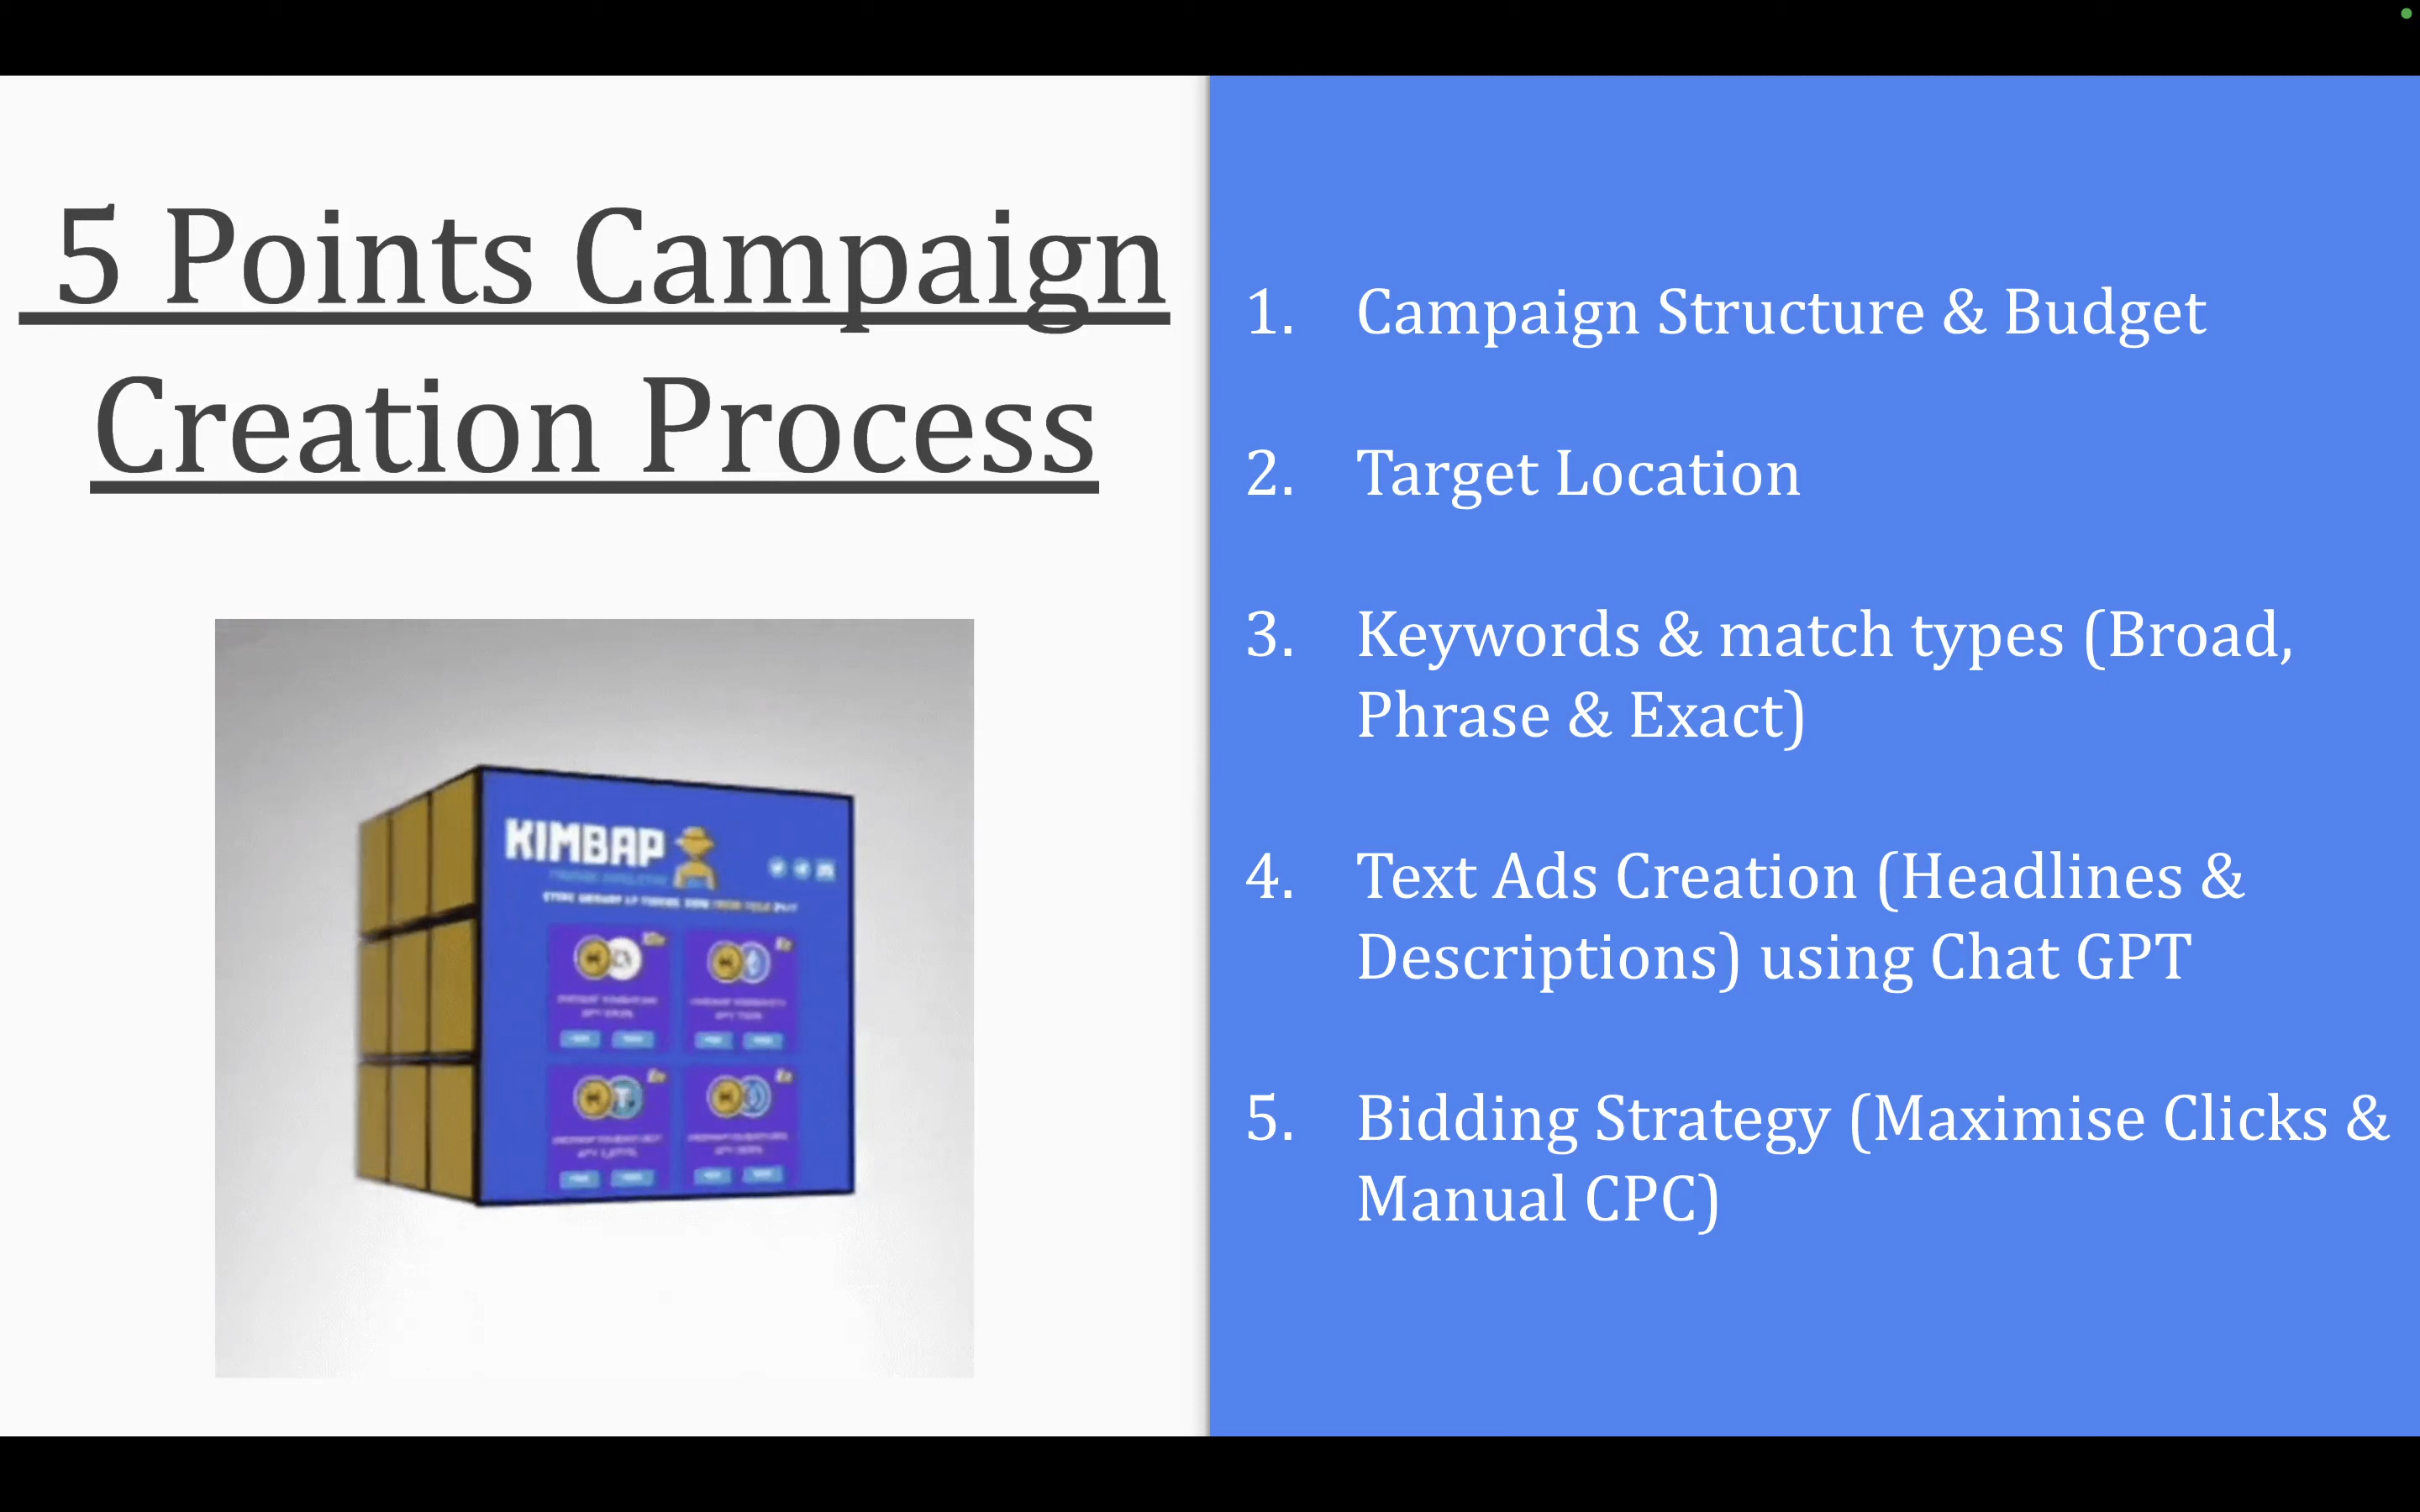 5 Points Campaign
Creation Process
KIMBAP
1. Campaign Structure & Budget
2. Target Location
3. Keywords & match types (Broad,
Phrase & Exact)
4. Text Ads Creation (Headlines &
Descriptions) using Chat GPT
5. Bidding Strategy (Maximise Clicks &
Manual CPC)